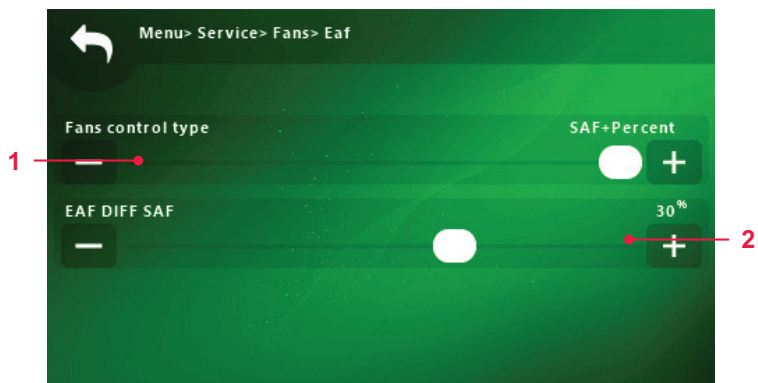 Menu> Service> Fans> Eaf
Fans control type SAF+Percent
1
− +
EAF DIFF SAF 30%
− +
2